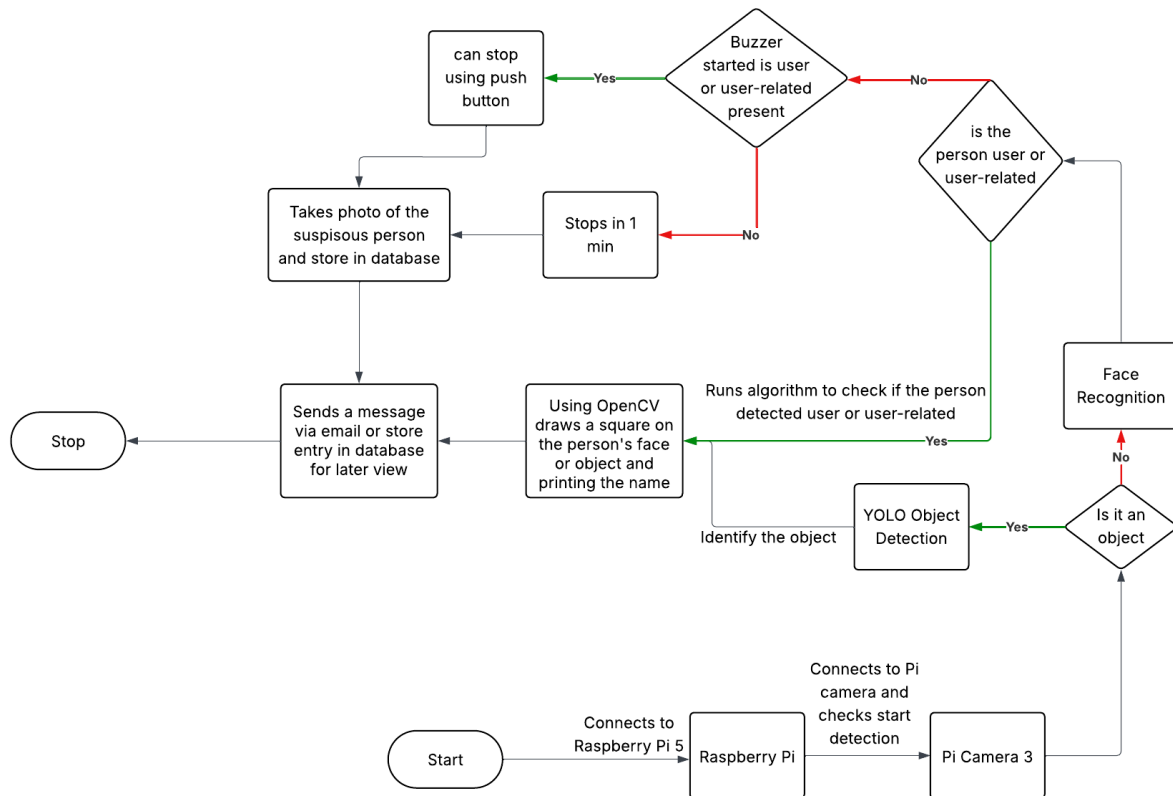 can stop
using push
button
Yes
Buzzer
started is user
or user-related
present
No
is the
person user or
user-related
Takes photo of the
suspisous person
and store in database
Stops in 1
min
No
Face
Recognition
Runs algorithm to check if the person
detected user or user-related
Yes
Stop
Sends a message
via email or store
entry in database
for later view
Using OpenCV
draws a square on
the person's face
or object and
printing the name
No
Is it an
object
Yes
YOLO Object
Detection
Identify the object
Connects to Pi
camera and
checks start
detection
Connects to
Raspberry Pi 5
Start
Raspberry Pi
Pi Camera 3